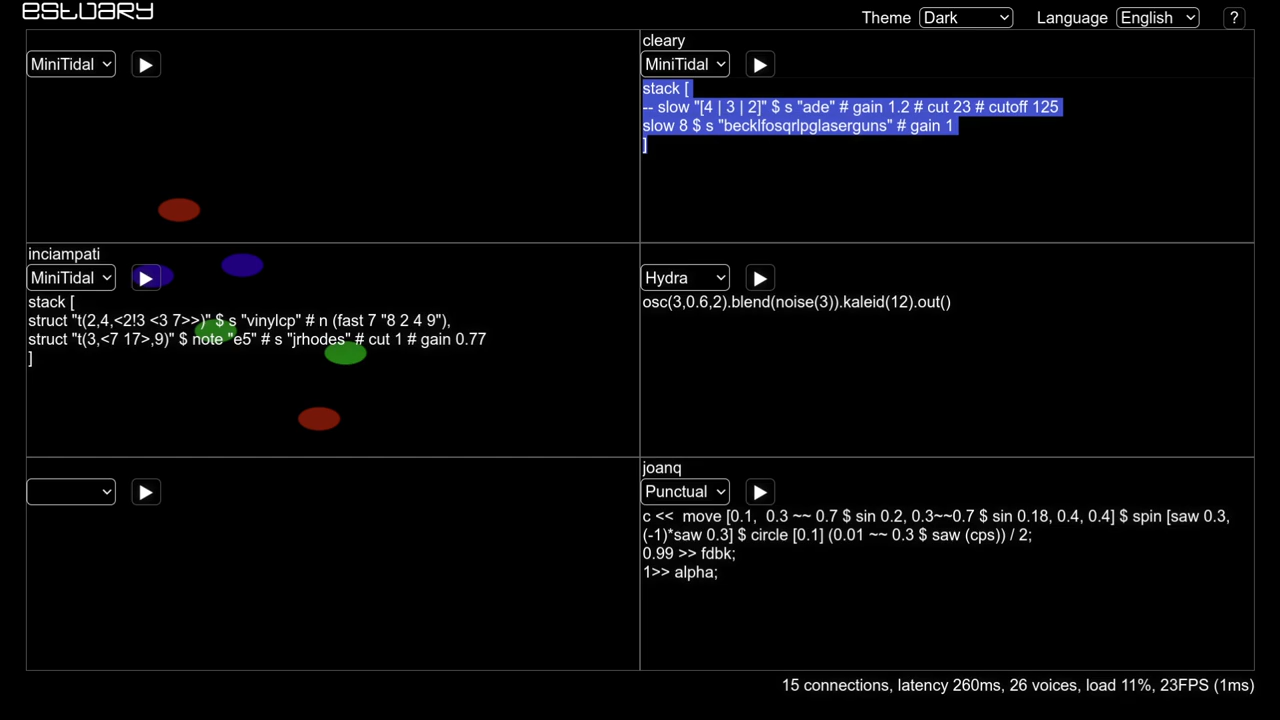 estuary
Theme Dark Language English ?
MiniTidal
cleary
MiniTidal
stack [
-- slow "[4 | 3 | 2]" $ s "ade" # gain 1.2 # cut 23 # cutoff 125
slow 8 $ s "becklfosqrlpglaserguns" # gain 1
]
inciampati
MiniTidal
stack [
struct "t(2,4,<2!3 <3 7>>)" $ s "vinylcp" # n (fast 7 "8 2 4 9"),
struct "t(3,<7 17>,9)" $ note "e5" # s "jrhodes" # cut 1 # gain 0.77
]
Hydra
osc(3,0.6,2).blend(noise(3)).kaleid(12).out()
joanq
Punctual
c <<  move [0.1,  0.3 ~~ 0.7 $ sin 0.2, 0.3~~0.7 $ sin 0.18, 0.4, 0.4] $ spin [saw 0.3,
(-1)*saw 0.3] $ circle [0.1] (0.01 ~~ 0.3 $ saw (cps)) / 2;
0.99 >> fdbk;
1>> alpha;
15 connections, latency 260ms, 26 voices, load 11%, 23FPS (1ms)